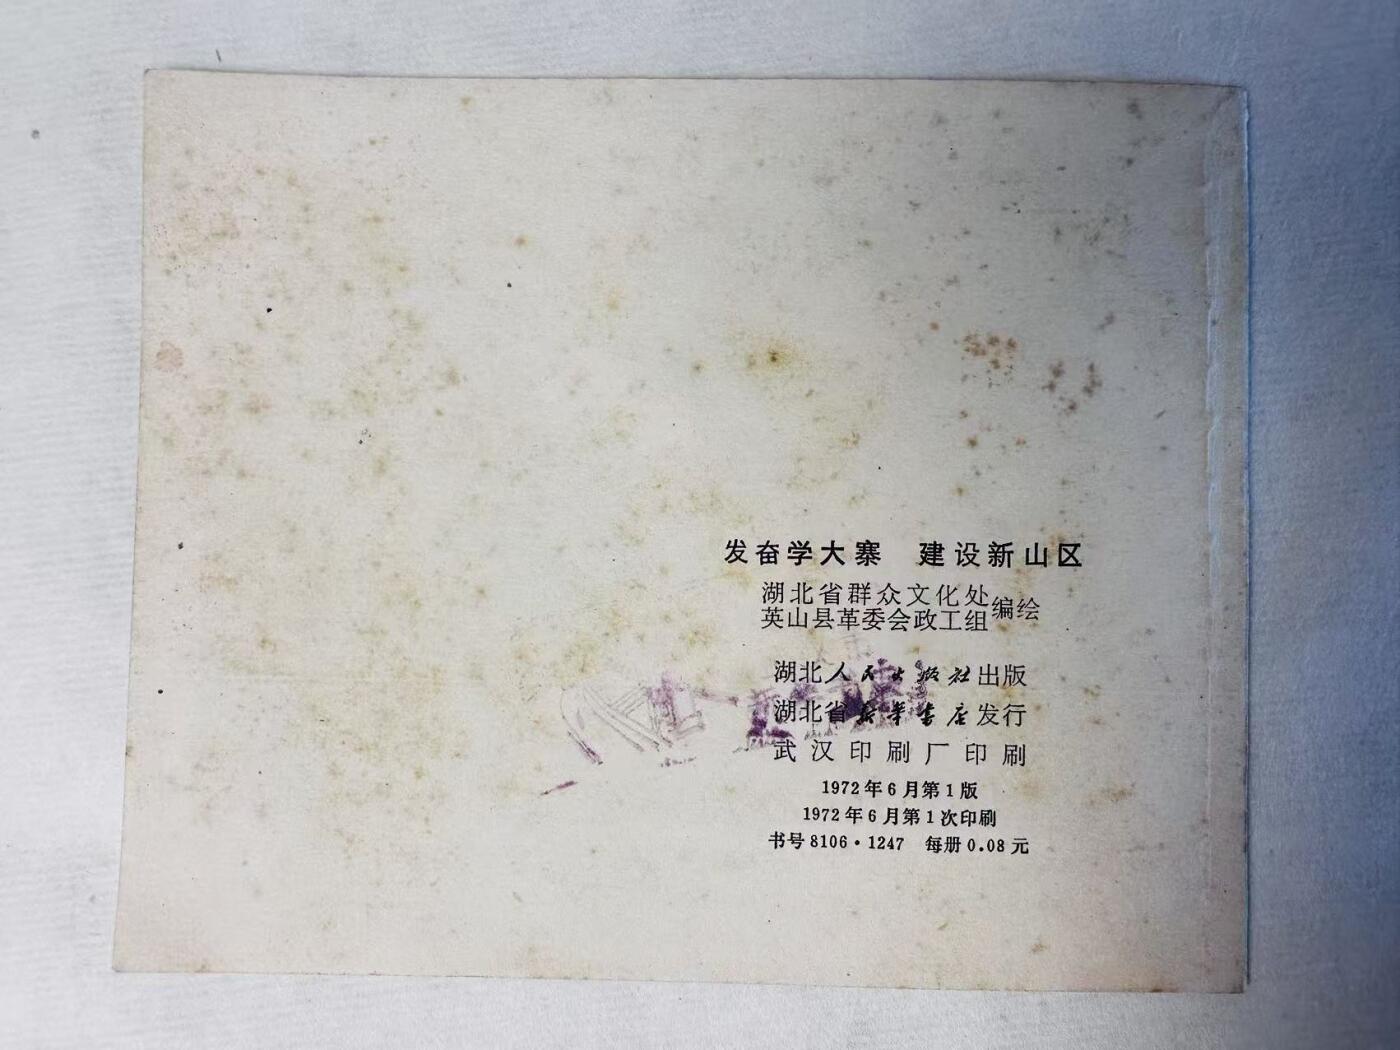 发奋学大寨 建设新山区
湖北省群众文化处
英山县革委会政工组编绘
湖北人民出版社出版
湖北省新华书店发行
武汉印刷厂印刷
1972年6月第1版
1972年6月第1次印刷
书号8106·1247 每册0.08元